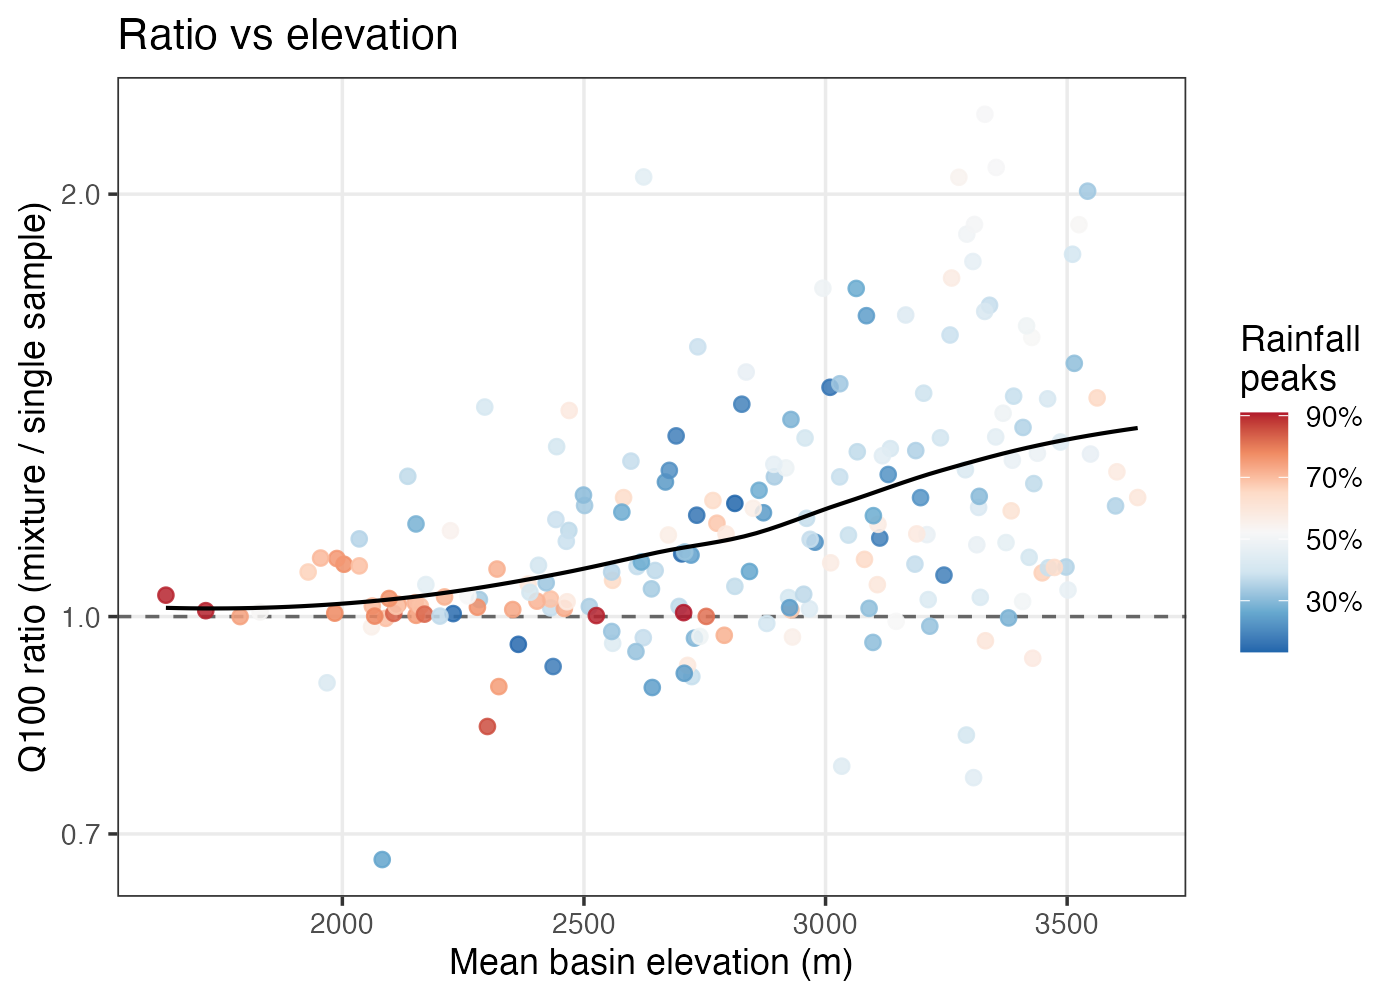 Ratio vs elevation
Q100 ratio (mixture / single sample)
2.0
1.0
0.7
2000
2500
3000
3500
Mean basin elevation (m)
Rainfall
peaks
90%
70%
50%
30%